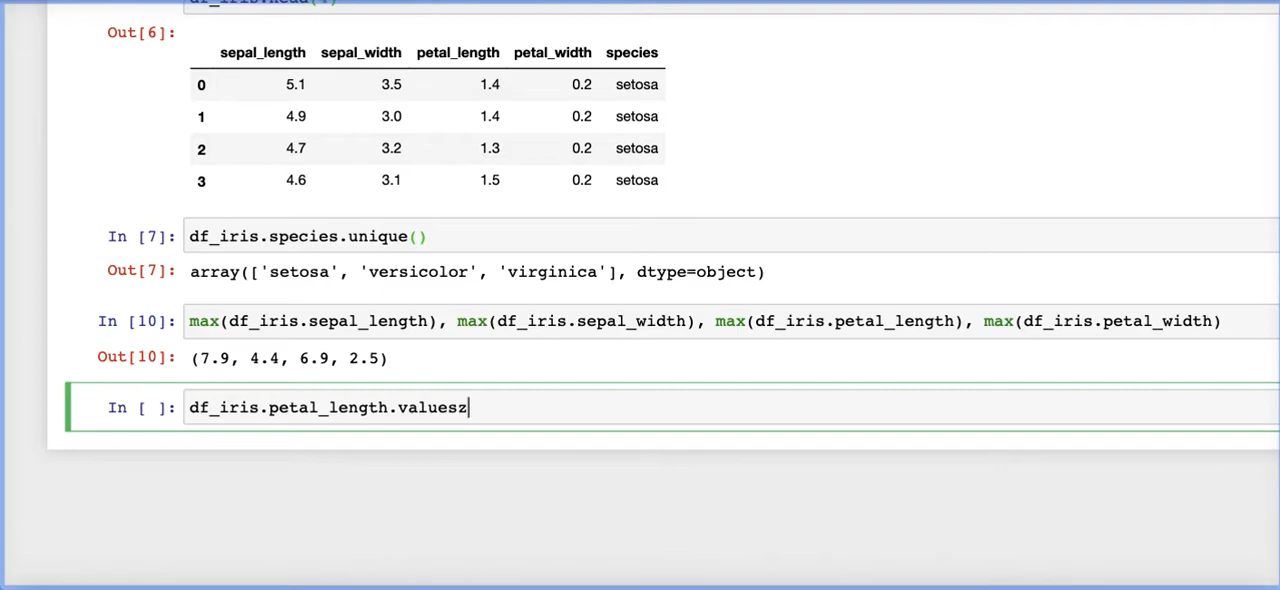 df_iris.head(4)
Out[6]:
sepal_length sepal_width petal_length petal_width species
0 5.1 3.5 1.4 0.2 setosa
1 4.9 3.0 1.4 0.2 setosa
2 4.7 3.2 1.3 0.2 setosa
3 4.6 3.1 1.5 0.2 setosa
In [7]: df_iris.species.unique()
Out[7]: array(['setosa', 'versicolor', 'virginica'], dtype=object)
In [10]: max(df_iris.sepal_length), max(df_iris.sepal_width), max(df_iris.petal_length), max(df_iris.petal_width)
Out[10]: (7.9, 4.4, 6.9, 2.5)
In [ ]: df_iris.petal_length.valuesz